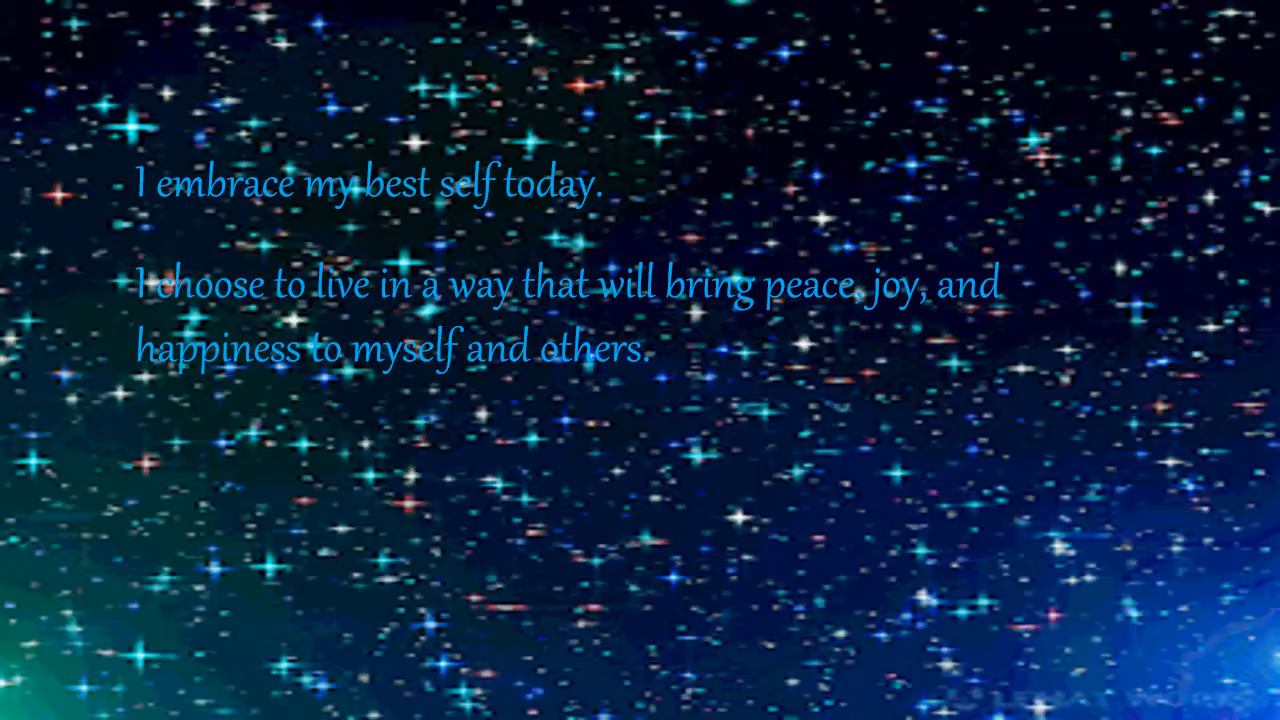 I embrace my best self today.
I choose to live in a way that will bring peace, joy, and
happiness to myself and others.